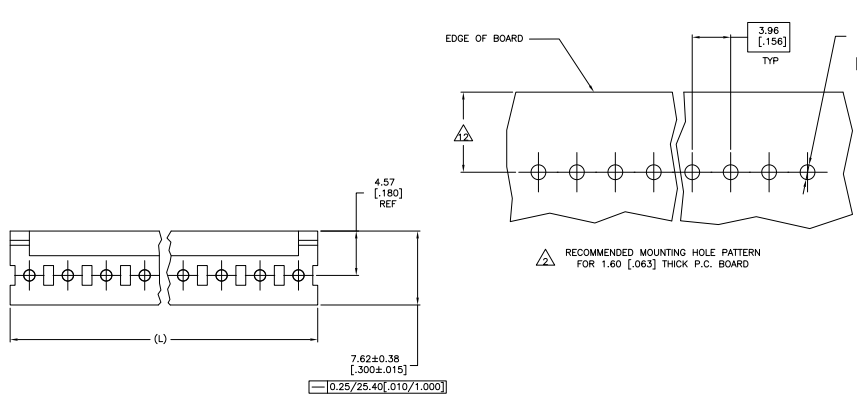 EDGE OF BOARD
3.96
[.156]
TYP
12
4.57
[.180]
REF
2
RECOMMENDED MOUNTING HOLE PATTERN
FOR 1.60 [.063] THICK P.C. BOARD
(L)
7.62±0.38
[.300±.015]
0.25/25.40[.010/1.000]